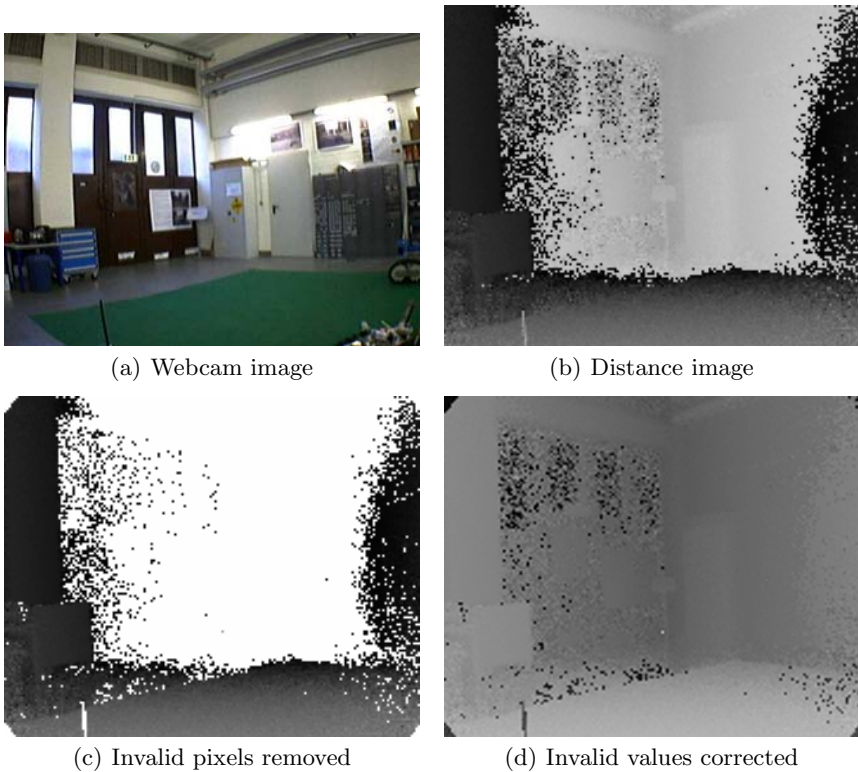 (a) Webcam image
(b) Distance image
(c) Invalid pixels removed
(d) Invalid values corrected